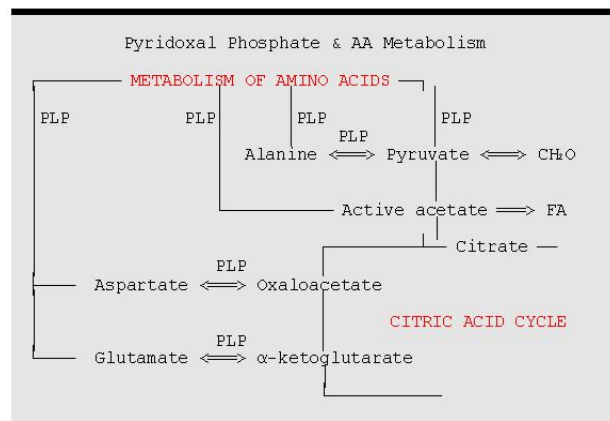 Pyridoxal Phosphate & AA Metabolism
METABOLISM OF AMINO ACIDS
PLP PLP PLP PLP
PLP
Alanine ⟺ Pyruvate ⟺ CH₂O
Active acetate ⟹ FA
Citrate
PLP
Aspartate ⟺ Oxaloacetate
CITRIC ACID CYCLE
PLP
Glutamate ⟺ α-ketoglutarate